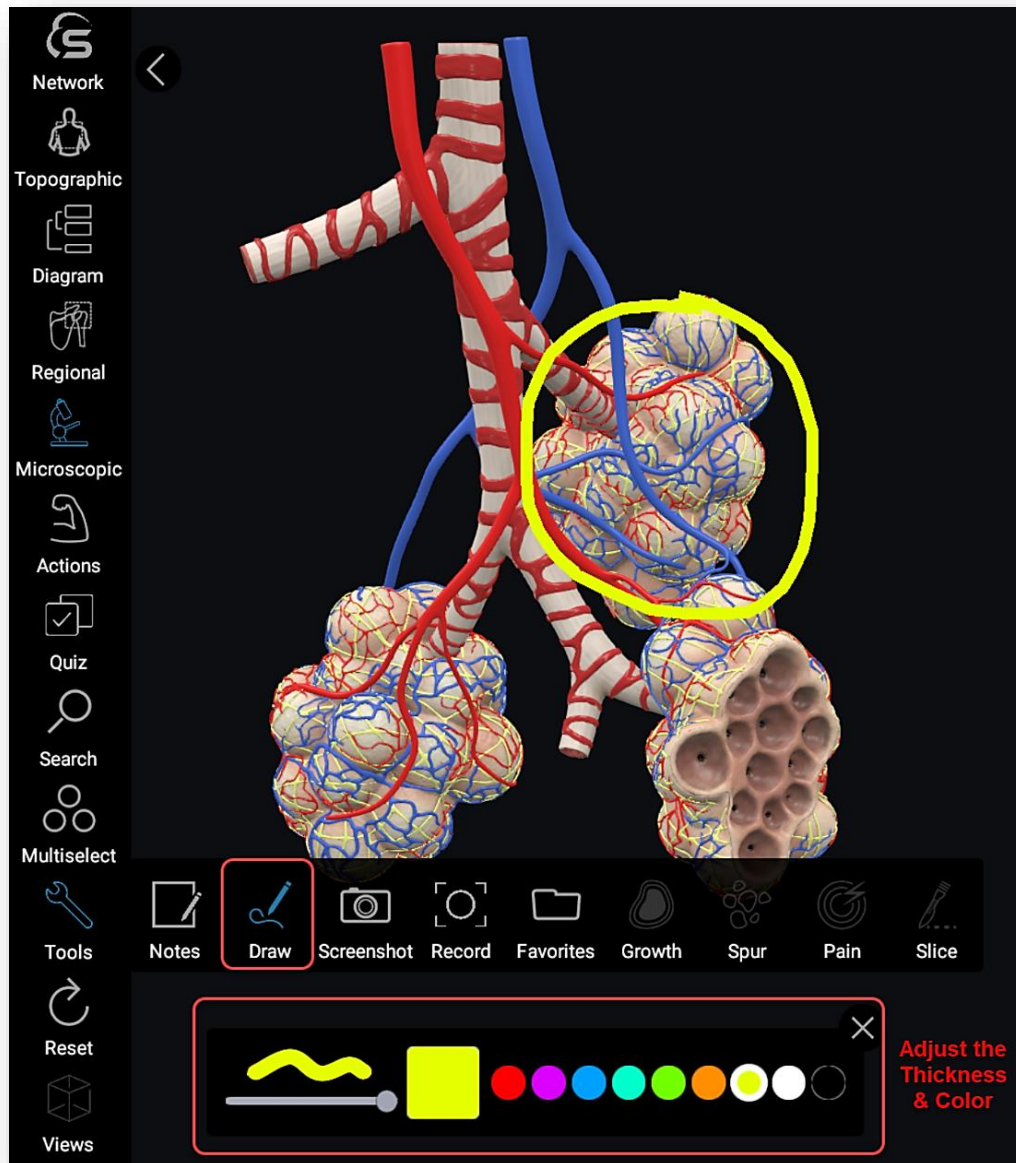 Network
Topographic
Diagram
Regional
Microscopic
Actions
Quiz
Search
Multiselect
Tools
Reset
Views
Notes
Draw
Screenshot
Record
Favorites
Growth
Spur
Pain
Slice
Adjust the
Thickness
& Color